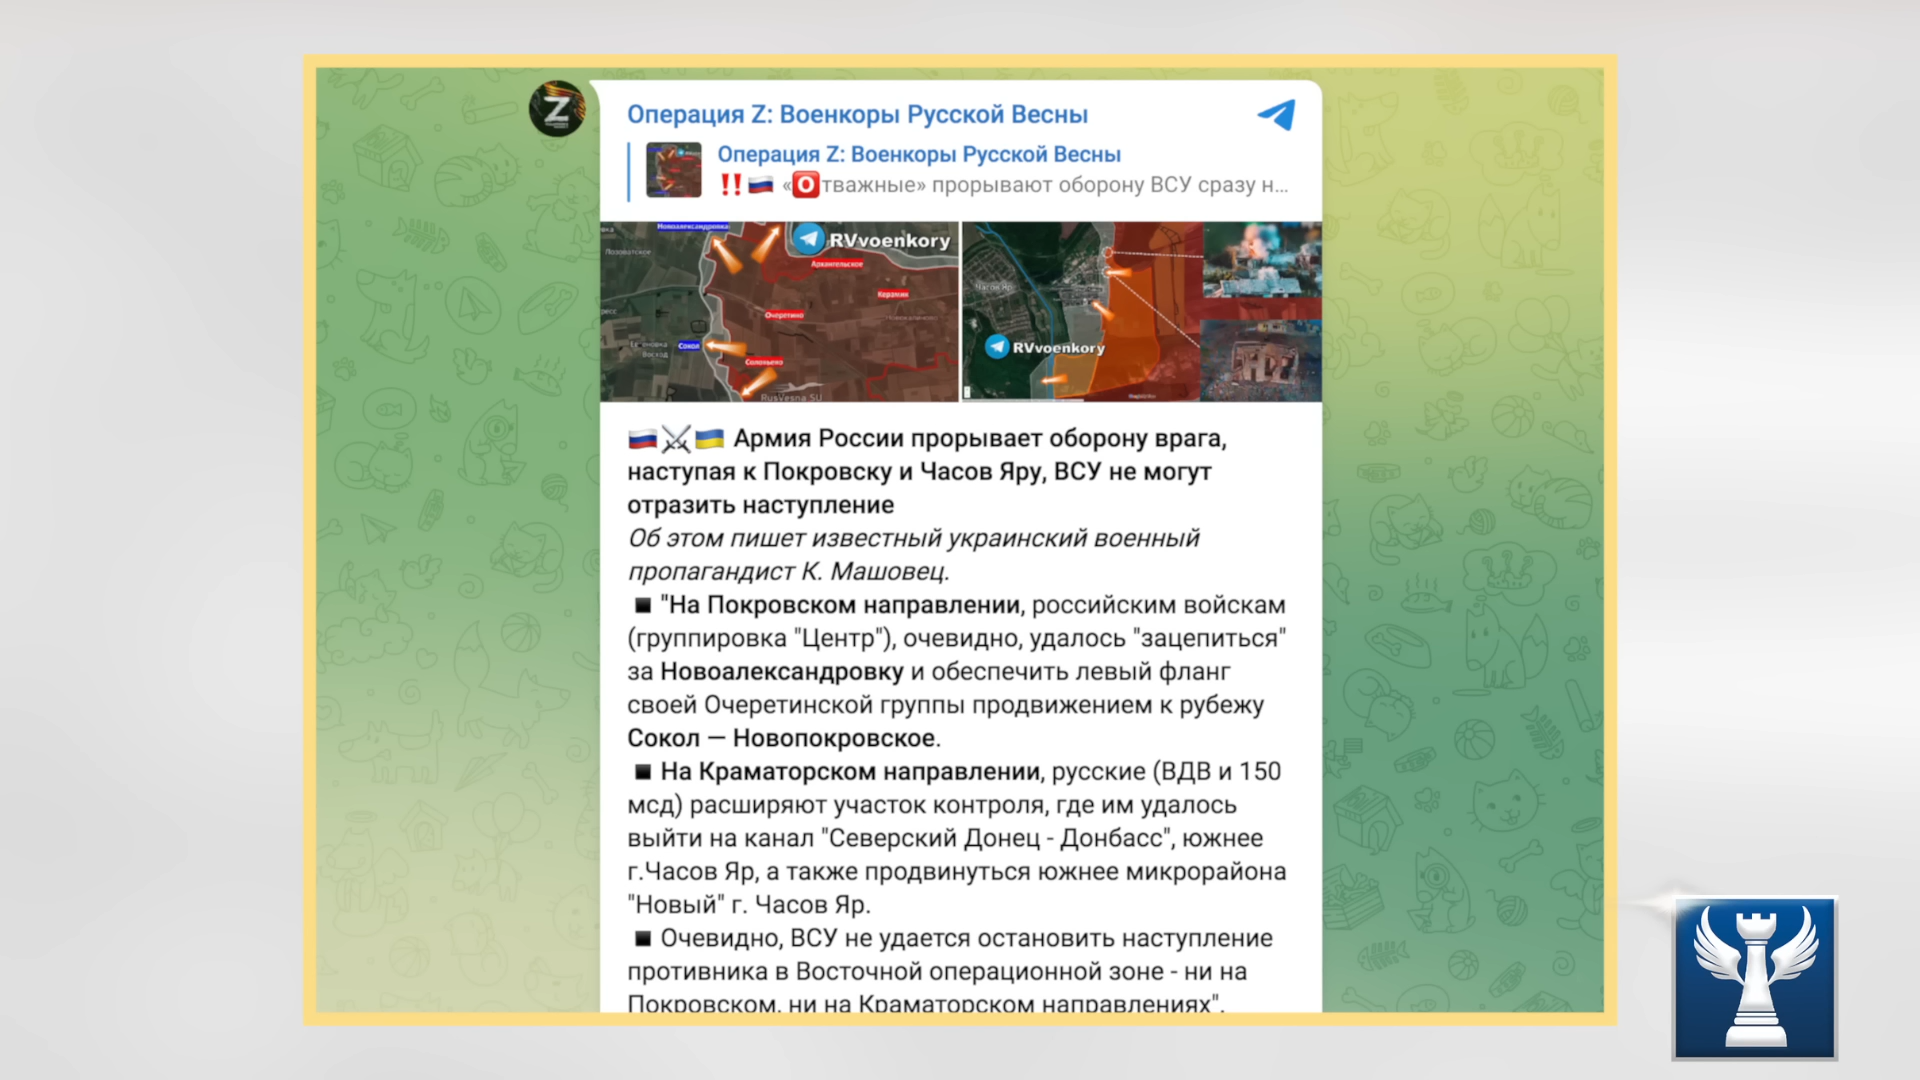 Операция Z: Военкоры Русской Весны
Операция Z: Военкоры Русской Весны
‼️🇷🇺 «🅾тважные» прорывают оборону ВСУ сразу н...
Z
Новоалександровка
RVvoenkory
Архангельское
Керамик
Очеретино
Сокол
Восход
Соловьево
RusVesna.SU
Часов Яр
RVvoenkory
🇷🇺⚔️🇺🇦 Армия России прорывает оборону врага,
наступая к Покровску и Часов Яру, ВСУ не могут
отразить наступление
Об этом пишет известный украинский военный
пропагандист К. Машовец.
◾️ "На Покровском направлении, российским войскам
(группировка "Центр"), очевидно, удалось "зацепиться"
за Новоалександровку и обеспечить левый фланг
своей Очеретинской группы продвижением к рубежу
Сокол — Новопокровское.
◾️ На Краматорском направлении, русские (ВДВ и 150
мсд) расширяют участок контроля, где им удалось
выйти на канал "Северский Донец - Донбасс", южнее
г.Часов Яр, а также продвинуться южнее микрорайона
"Новый" г. Часов Яр.
◾️ Очевидно, ВСУ не удается остановить наступление
противника в Восточной операционной зоне - ни на
Покровском, ни на Краматорском направлениях".